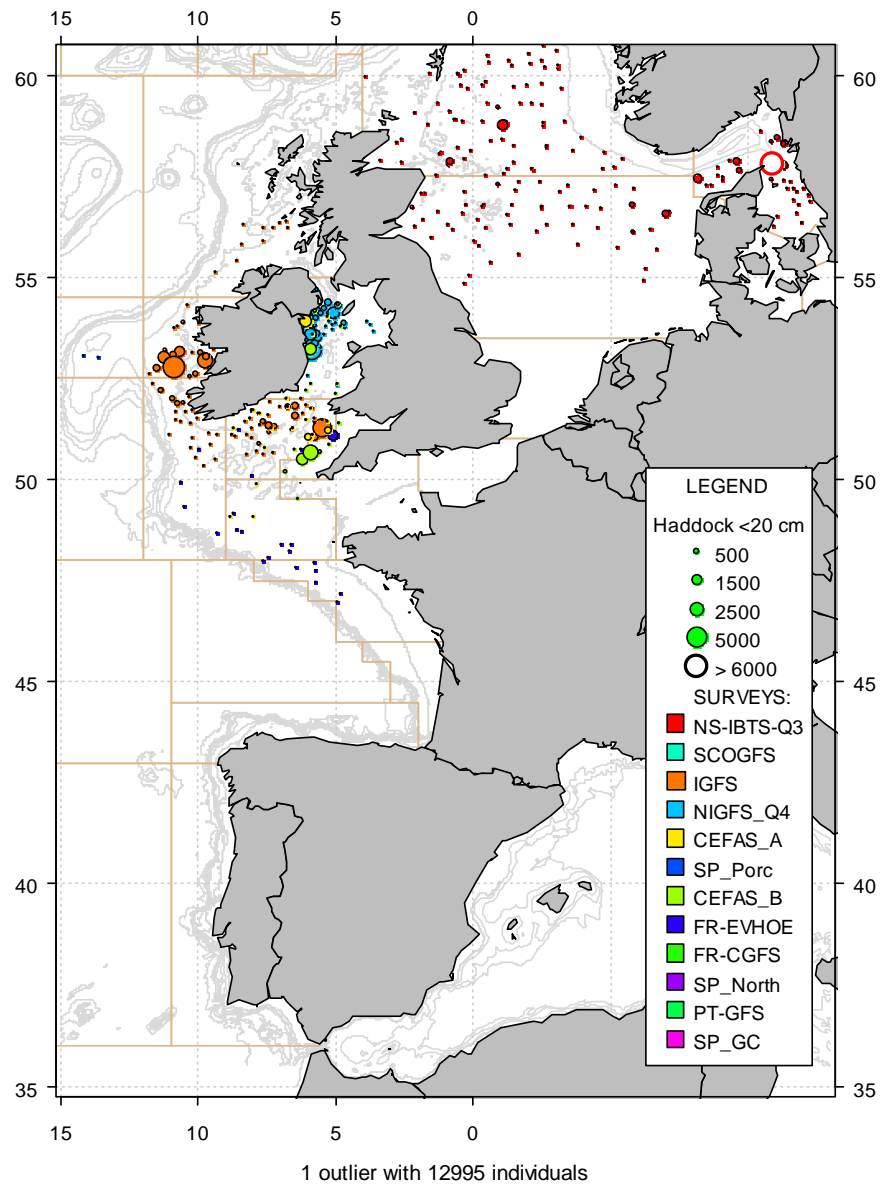 15 10 5 0
60 60
55 55
50 50
45 45
40 40
35 35
LEGEND
Haddock <20 cm
500
1500
2500
5000
> 6000
SURVEYS:
NS-IBTS-Q3
SCOGFS
IGFS
NIGFS_Q4
CEFAS_A
SP_Porc
CEFAS_B
FR-EVHOE
FR-CGFS
SP_North
PT-GFS
SP_GC
15 10 5 0
1 outlier with 12995 individuals